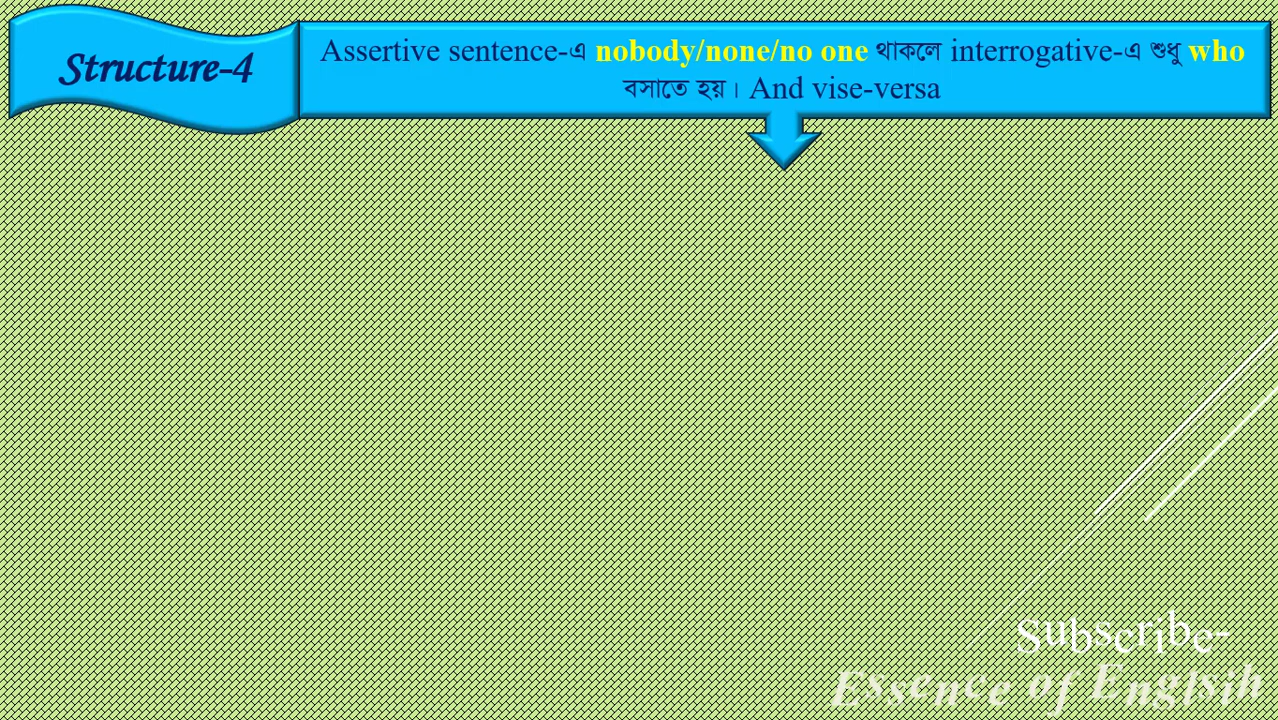 Structure-4
Assertive sentence-এ nobody/none/no one থাকলে interrogative-এ শুধু who
বসাতে হয়। And vise-versa
Subscribe-
Essence of Englsih